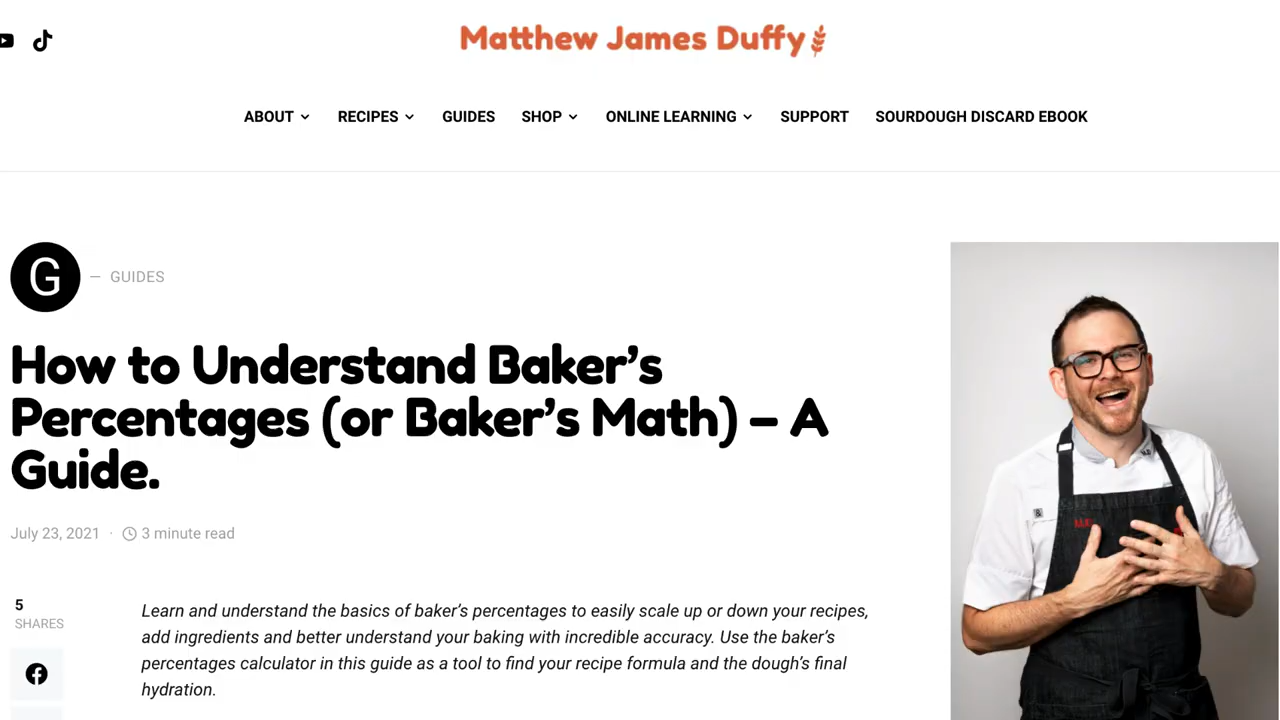 Matthew James Duffy
ABOUT RECIPES GUIDES SHOP ONLINE LEARNING SUPPORT SOURDOUGH DISCARD EBOOK
G — GUIDES
How to Understand Baker’s
Percentages (or Baker’s Math) – A
Guide.
July 23, 2021 · 3 minute read
5
SHARES
Learn and understand the basics of baker’s percentages to easily scale up or down your recipes,
add ingredients and better understand your baking with incredible accuracy. Use the baker’s
percentages calculator in this guide as a tool to find your recipe formula and the dough’s final
hydration.